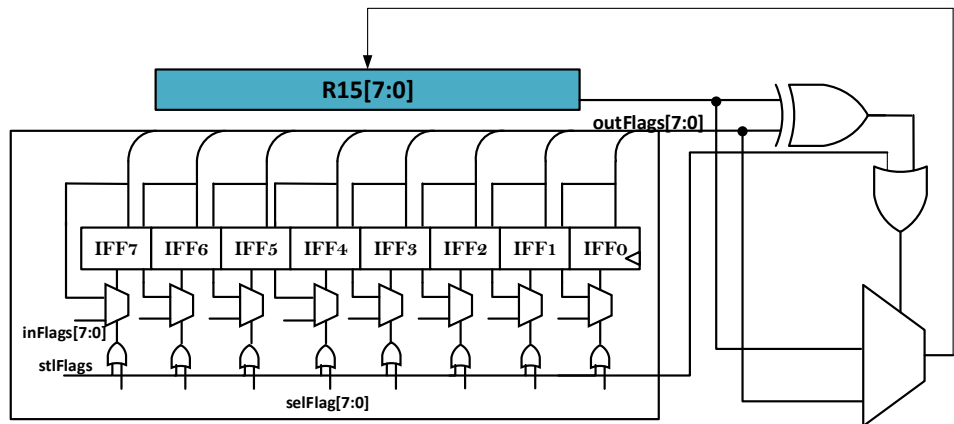 R15[7:0]
outFlags[7:0]
IFF7 IFF6 IFF5 IFF4 IFF3 IFF2 IFF1 IFF0
inFlags[7:0]
stlFlags
selFlag[7:0]